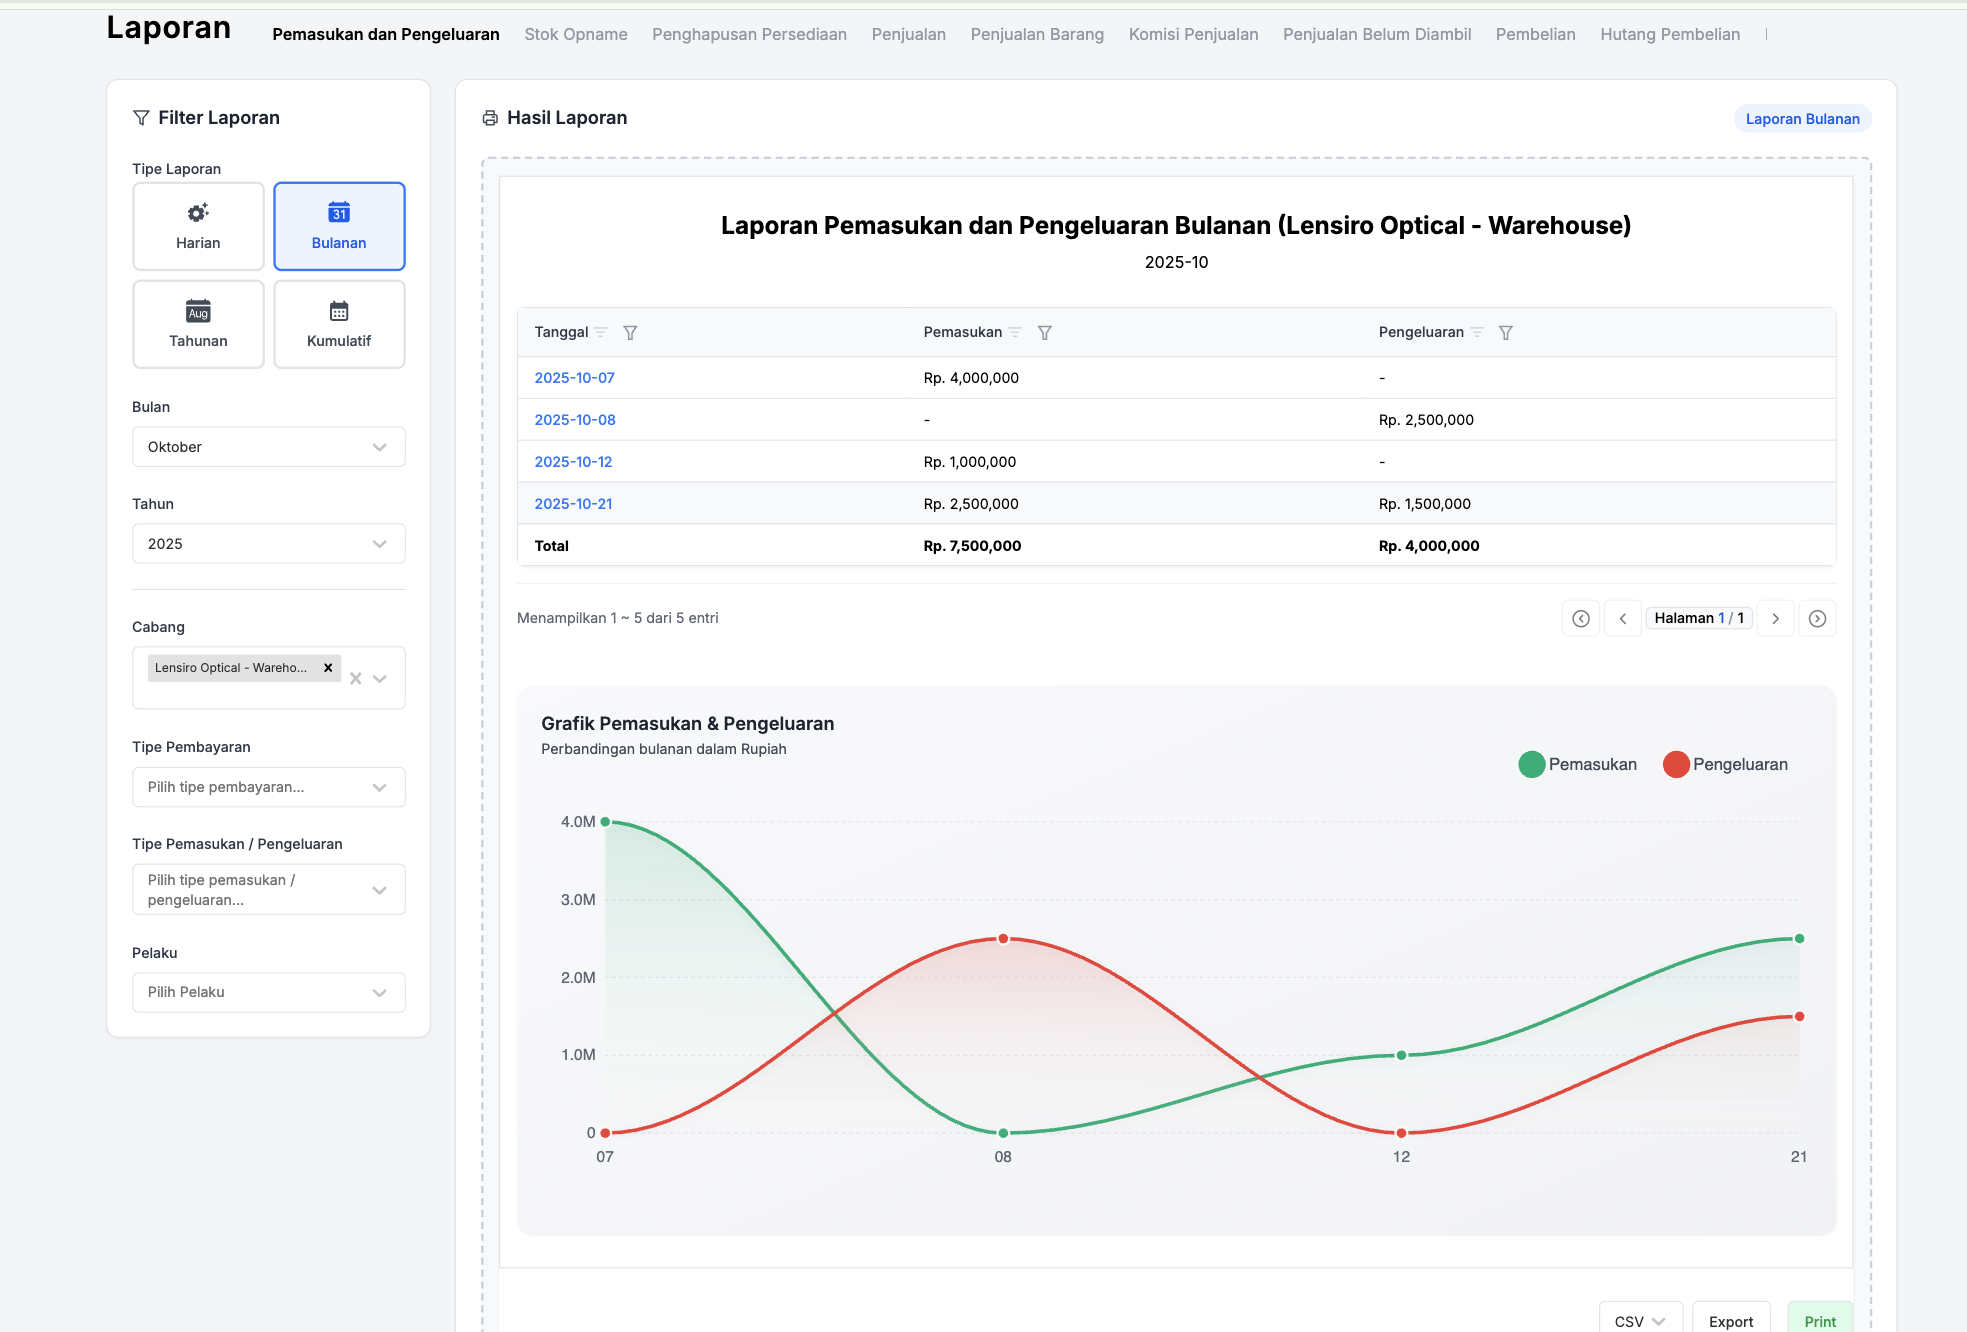 Laporan
Pemasukan dan Pengeluaran Stok Opname Penghapusan Persediaan Penjualan Penjualan Barang Komisi Penjualan Penjualan Belum Diambil Pembelian Hutang Pembelian
Filter Laporan
Tipe Laporan
Harian
31
Bulanan
Aug
Tahunan
Kumulatif
Bulan
Oktober
Tahun
2025
Cabang
Lensiro Optical - Wareho...
Tipe Pembayaran
Pilih tipe pembayaran...
Tipe Pemasukan / Pengeluaran
Pilih tipe pemasukan /
pengeluaran...
Pelaku
Pilih Pelaku
Hasil Laporan
Laporan Bulanan
Laporan Pemasukan dan Pengeluaran Bulanan (Lensiro Optical - Warehouse)
2025-10
Tanggal Pemasukan Pengeluaran
2025-10-07 Rp. 4,000,000 -
2025-10-08 - Rp. 2,500,000
2025-10-12 Rp. 1,000,000 -
2025-10-21 Rp. 2,500,000 Rp. 1,500,000
Total Rp. 7,500,000 Rp. 4,000,000
Menampilkan 1 ~ 5 dari 5 entri
Halaman 1 / 1
Grafik Pemasukan & Pengeluaran
Perbandingan bulanan dalam Rupiah
Pemasukan Pengeluaran
4.0M
3.0M
2.0M
1.0M
0
07 08 12 21
CSV Export Print